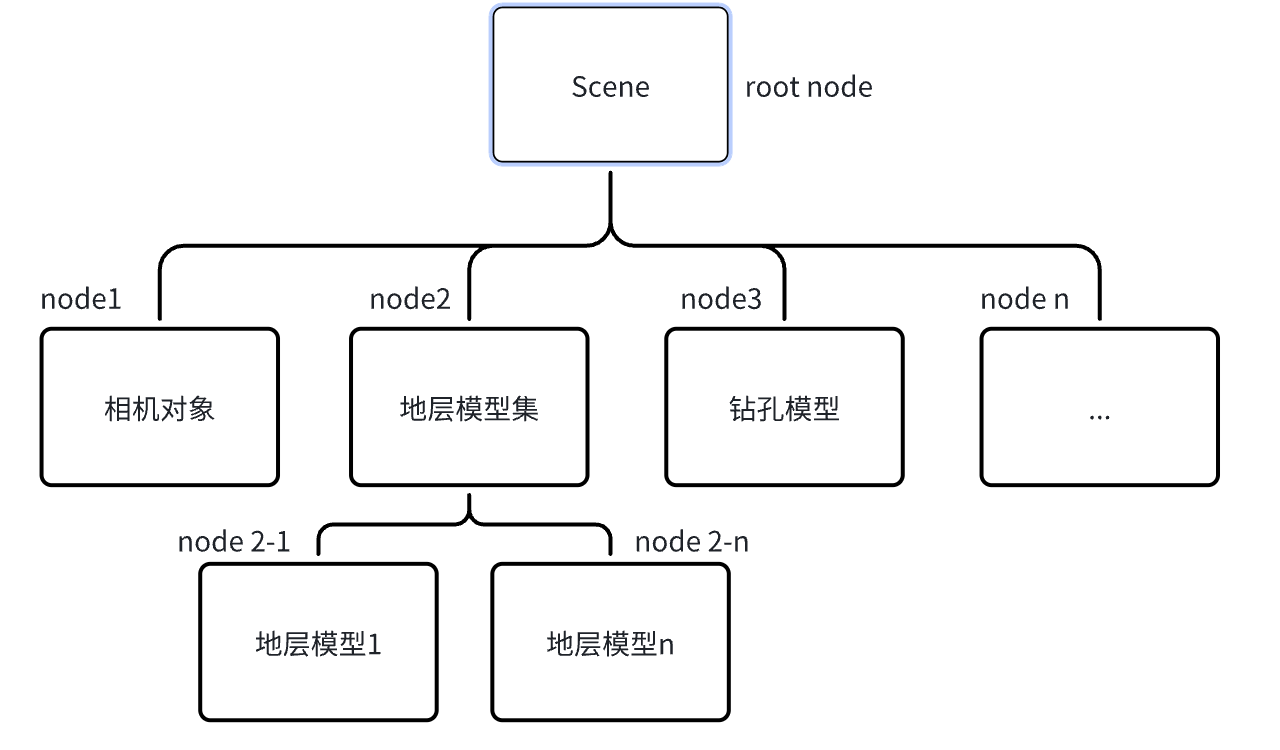 Scene
root node
node1
node2
node3
node n
相机对象
地层模型集
钻孔模型
...
node 2-1
node 2-n
地层模型1
地层模型n